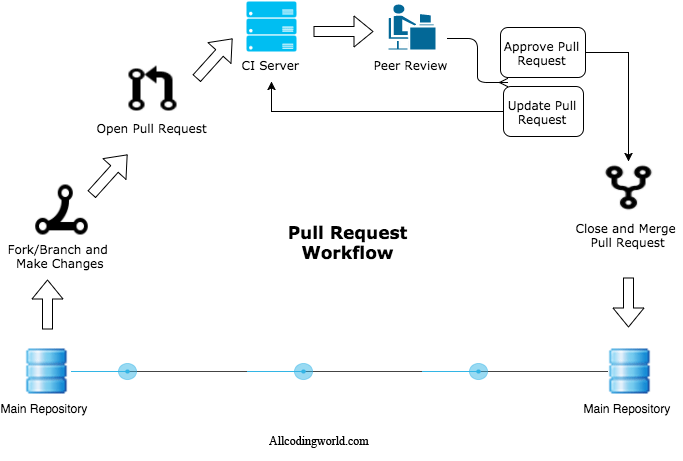 CI Server
Peer Review
Approve Pull
Request
Update Pull
Request
Open Pull Request
Fork/Branch and
Make Changes
Pull Request
Workflow
Close and Merge
Pull Request
Main Repository
Main Repository
Allcodingworld.com